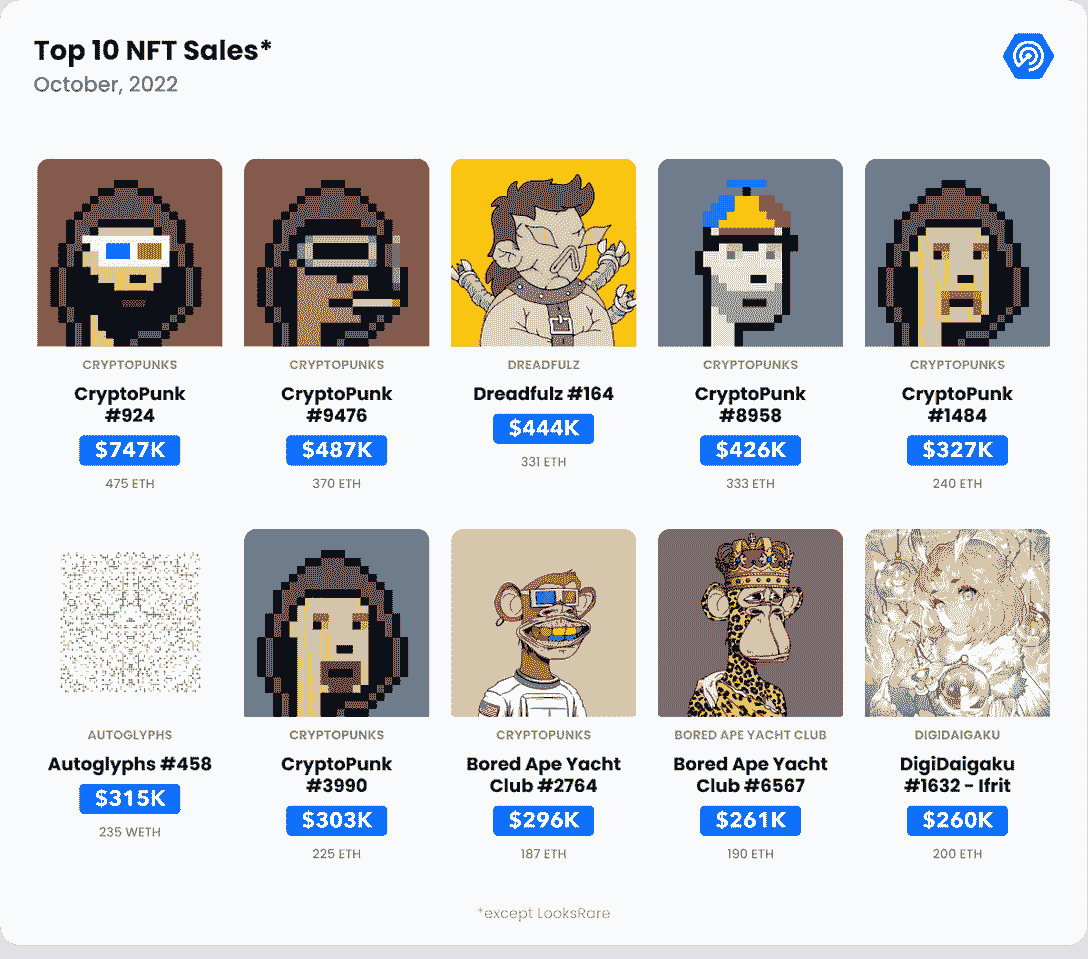 Top 10 NFT Sales*
October, 2022
CRYPTOPUNKS
CryptoPunk
#924
$747K
475 ETH
CRYPTOPUNKS
CryptoPunk
#9476
$487K
370 ETH
DREADFULZ
Dreadfulz #164
$444K
331 ETH
CRYPTOPUNKS
CryptoPunk
#8958
$426K
333 ETH
CRYPTOPUNKS
CryptoPunk
#1484
$327K
240 ETH
AUTOGLYPHS
Autoglyphs #458
$315K
235 WETH
CRYPTOPUNKS
CryptoPunk
#3990
$303K
225 ETH
CRYPTOPUNKS
Bored Ape Yacht
Club #2764
$296K
187 ETH
BORED APE YACHT CLUB
Bored Ape Yacht
Club #6567
$261K
190 ETH
DIGIDAIGAKU
DigiDaigaku
#1632 - Ifrit
$260K
200 ETH
*except LooksRare